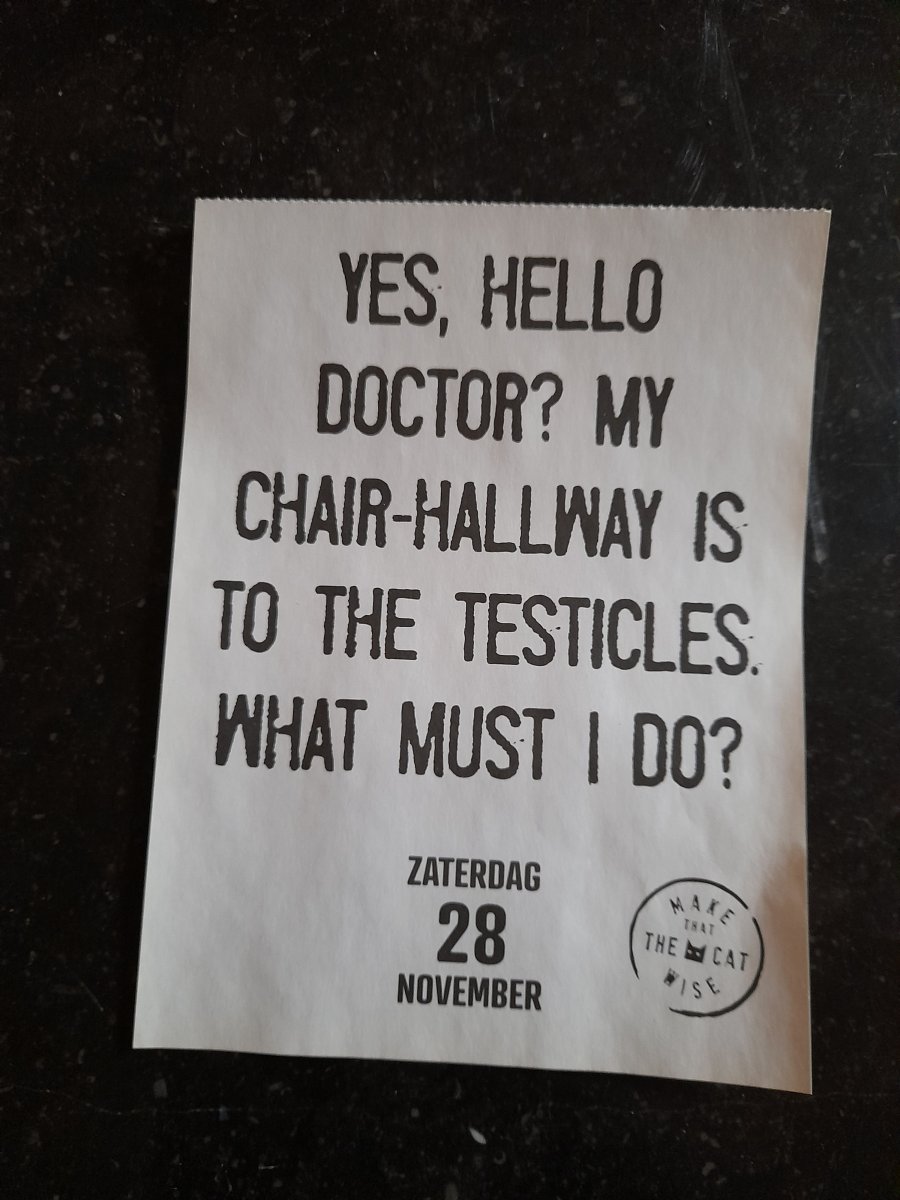 YES, HELLO
DOCTOR? MY
CHAIR-HALLWAY IS
TO THE TESTICLES.
WHAT MUST I DO?
ZATERDAG
28
NOVEMBER
MAKE
THAT
THE CAT
WISE